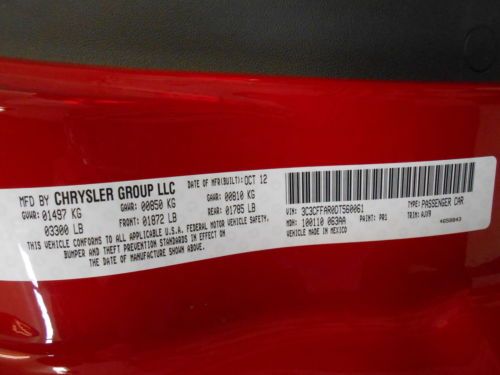 MFD BY CHRYSLER GROUP LLC DATE OF MFR(BUILT): OCT 12
GVWR: 01497 KG GAWR: 00850 KG GAWR: 00810 KG
03300 LB FRONT: 01872 LB REAR: 01785 LB
THIS VEHICLE CONFORMS TO ALL APPLICABLE U.S.A. FEDERAL MOTOR VEHICLE SAFETY,
BUMPER AND THEFT PREVENTION STANDARDS IN EFFECT ON
THE DATE OF MANUFACTURE SHOWN ABOVE.
VIN: 3C3CFFAR0DT560061 TYPE: PASSENGER CAR
MDH: 100110 063AA PAINT: PR1 TRIM: AJX9
VEHICLE MADE IN MEXICO 4658843